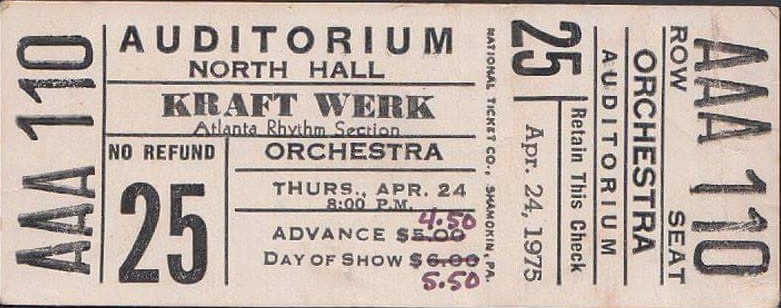 AAA 110
AUDITORIUM
NORTH HALL
KRAFT WERK
Atlanta Rhythm Section
NO REFUND
25
ORCHESTRA
THURS., APR. 24
8:00 P.M.
4.50
ADVANCE $5.00
DAY OF SHOW $6.00
5.50
NATIONAL TICKET CO., SHAMOKIN, PA.
25
Retain This Check
Apr. 24, 1975
AUDITORIUM
ORCHESTRA
ROW SEAT
AAA 110